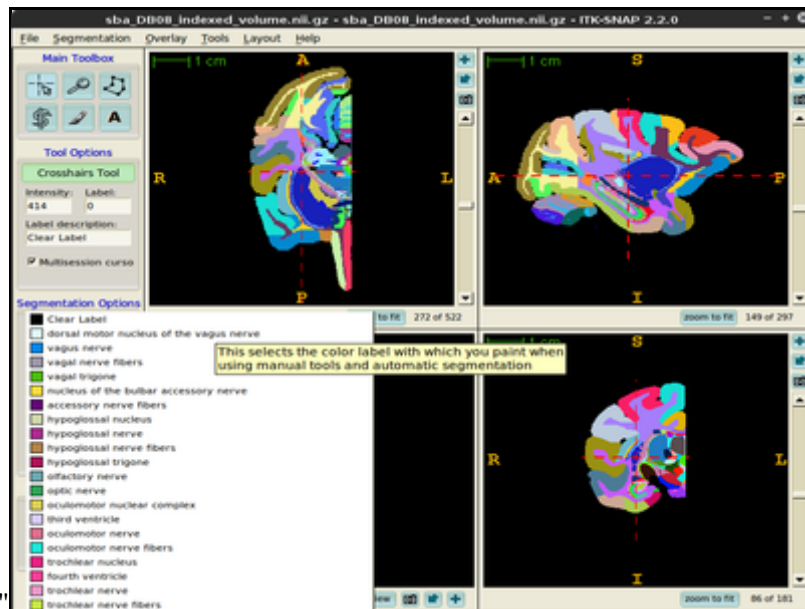 sba_DB08_indexed_volume.nii.gz - sba_DB08_indexed_volume.nii.gz - ITK-SNAP 2.2.0
File Segmentation Overlay Tools Layout Help
Main Toolbox
A
Tool Options
Crosshairs Tool
Intensity: Label:
414 0
Label description:
Clear Label
Multisession curso
Segmentation Options
1 cm
A
R
L
P
to fit 272 of 522
1 cm
S
A
P
I
zoom to fit 149 of 297
Clear Label
dorsal motor nucleus of the vagus nerve
vagus nerve
vagal nerve fibers
vagal trigone
nucleus of the bulbar accessory nerve
accessory nerve fibers
hypoglossal nucleus
hypoglossal nerve
hypoglossal nerve fibers
hypoglossal trigone
olfactory nerve
optic nerve
oculomotor nuclear complex
third ventricle
oculomotor nerve
oculomotor nerve fibers
trochlear nucleus
fourth ventricle
trochlear nerve
trochlear nerve fibers
This selects the color label with which you paint when
using manual tools and automatic segmentation
S
R
L
I
zoom to fit 86 of 181
"